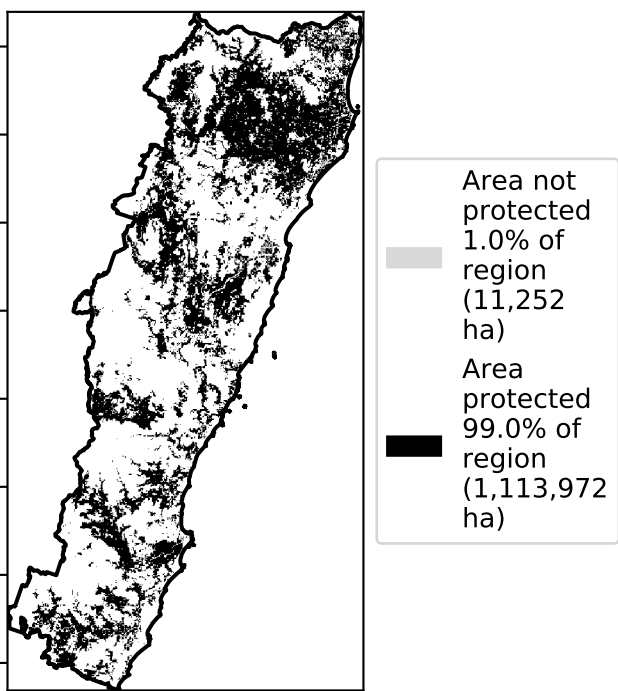 Area not
protected
1.0% of
region
(11,252
ha)
Area
protected
99.0% of
region
(1,113,972
ha)